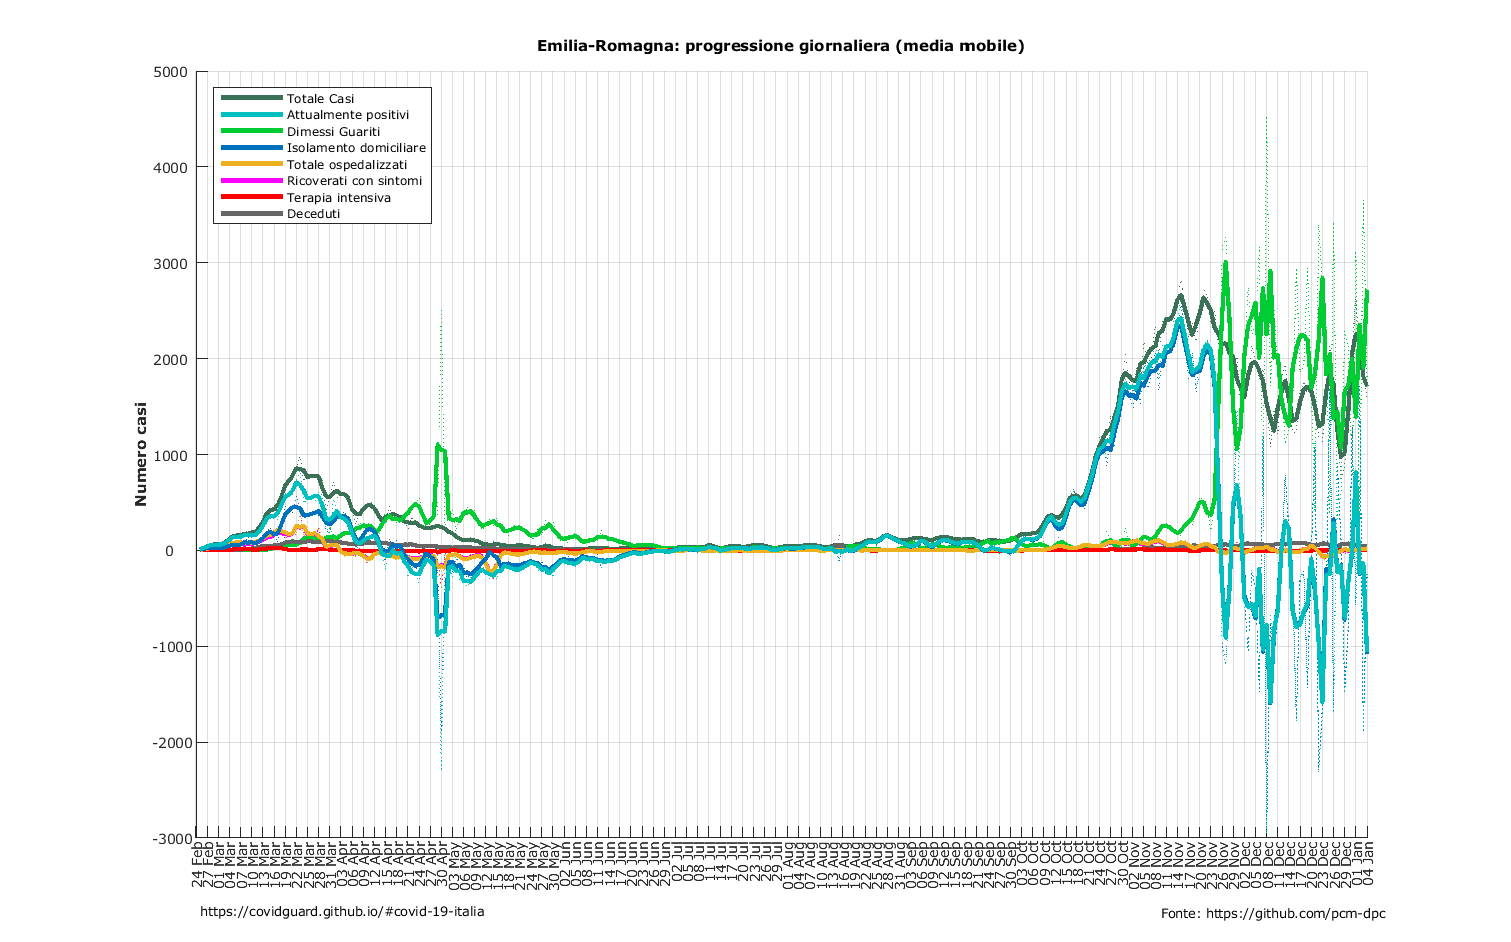 Emilia-Romagna: progressione giornaliera (media mobile)
5000
4000
3000
2000
1000
0
-1000
-2000
-3000
Numero casi
Totale Casi
Attualmente positivi
Dimessi Guariti
Isolamento domiciliare
Totale ospedalizzati
Ricoverati con sintomi
Terapia intensiva
Deceduti
24 Feb
27 Feb
01 Mar
04 Mar
07 Mar
10 Mar
13 Mar
16 Mar
19 Mar
22 Mar
25 Mar
28 Mar
31 Mar
03 Apr
06 Apr
09 Apr
12 Apr
15 Apr
18 Apr
21 Apr
24 Apr
27 Apr
30 Apr
03 May
06 May
09 May
12 May
15 May
18 May
21 May
24 May
27 May
30 May
02 Jun
05 Jun
08 Jun
11 Jun
14 Jun
17 Jun
20 Jun
23 Jun
26 Jun
29 Jun
02 Jul
05 Jul
08 Jul
11 Jul
14 Jul
17 Jul
20 Jul
23 Jul
26 Jul
29 Jul
01 Aug
04 Aug
07 Aug
10 Aug
13 Aug
16 Aug
19 Aug
22 Aug
25 Aug
28 Aug
31 Aug
03 Sep
06 Sep
09 Sep
12 Sep
15 Sep
18 Sep
21 Sep
24 Sep
27 Sep
30 Sep
03 Oct
06 Oct
09 Oct
12 Oct
15 Oct
18 Oct
21 Oct
24 Oct
27 Oct
30 Oct
02 Nov
05 Nov
08 Nov
11 Nov
14 Nov
17 Nov
20 Nov
23 Nov
26 Nov
29 Nov
02 Dec
05 Dec
08 Dec
11 Dec
14 Dec
17 Dec
20 Dec
23 Dec
26 Dec
29 Dec
01 Jan
04 Jan
https://covidguard.github.io/#covid-19-italia
Fonte: https://github.com/pcm-dpc